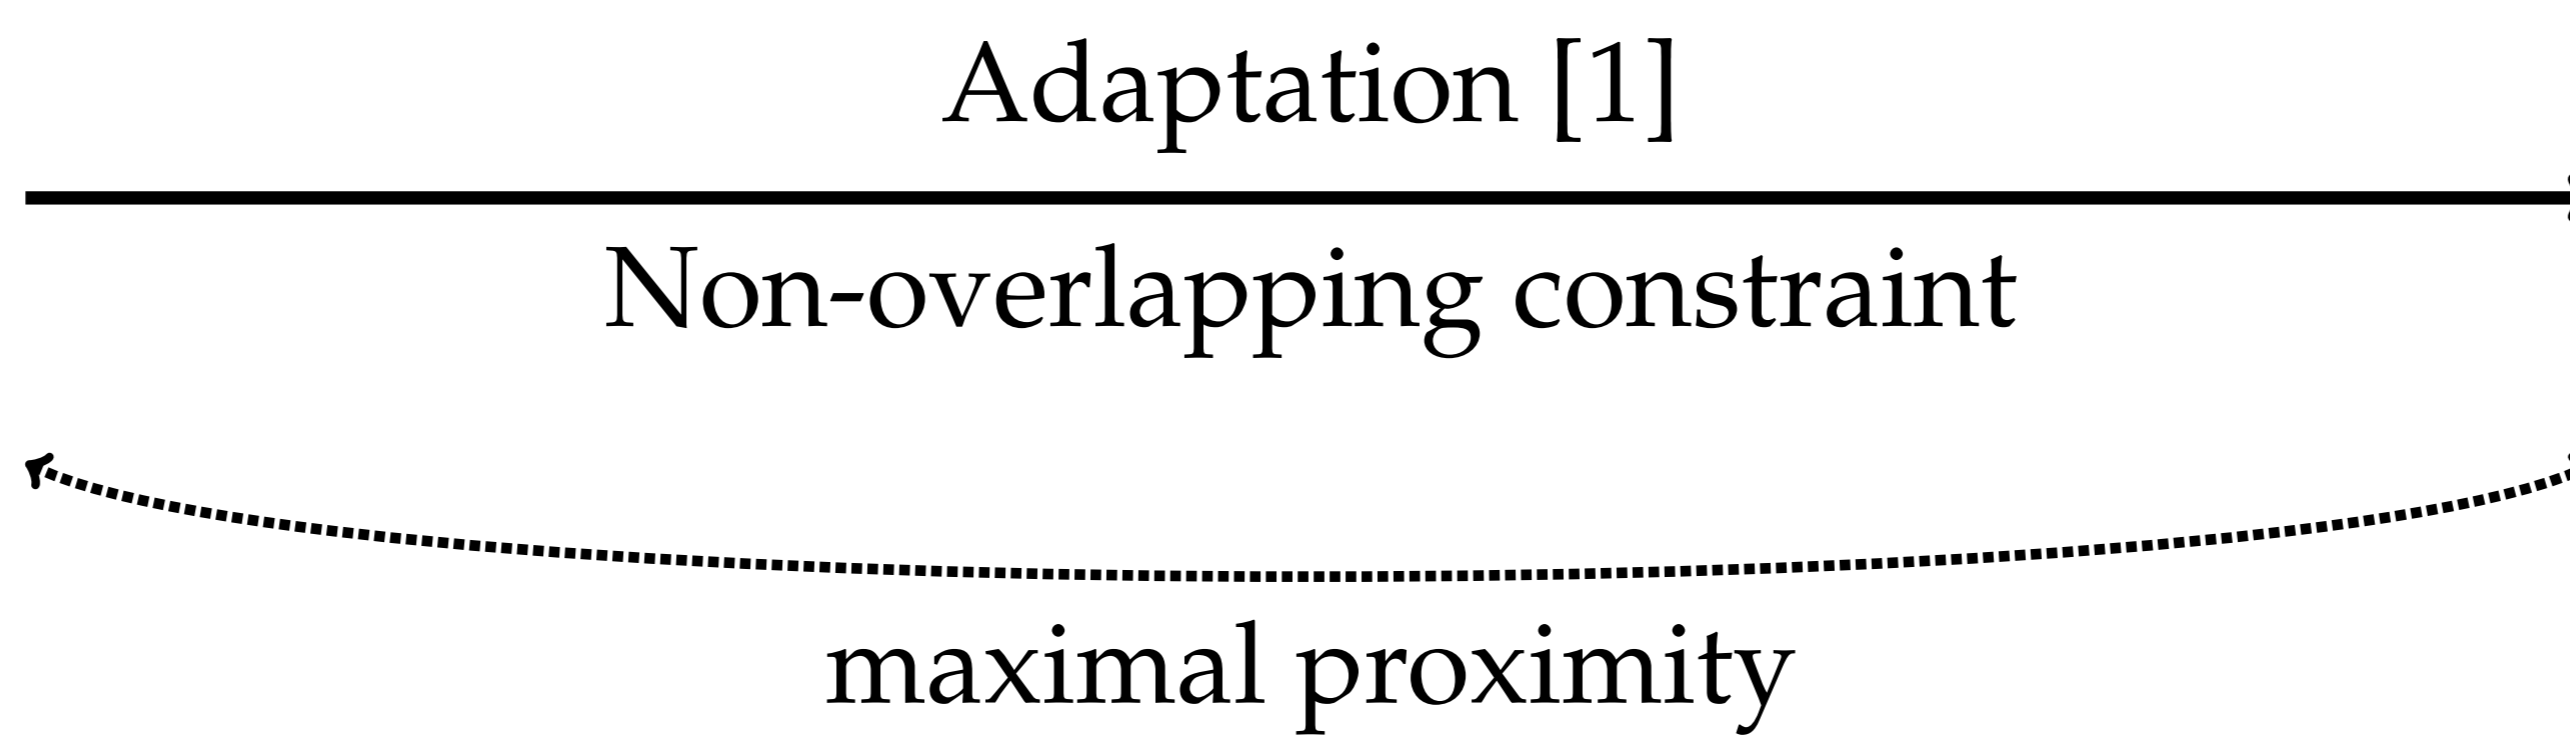 Adaptation [1]
Non-overlapping constraint
maximal proximity